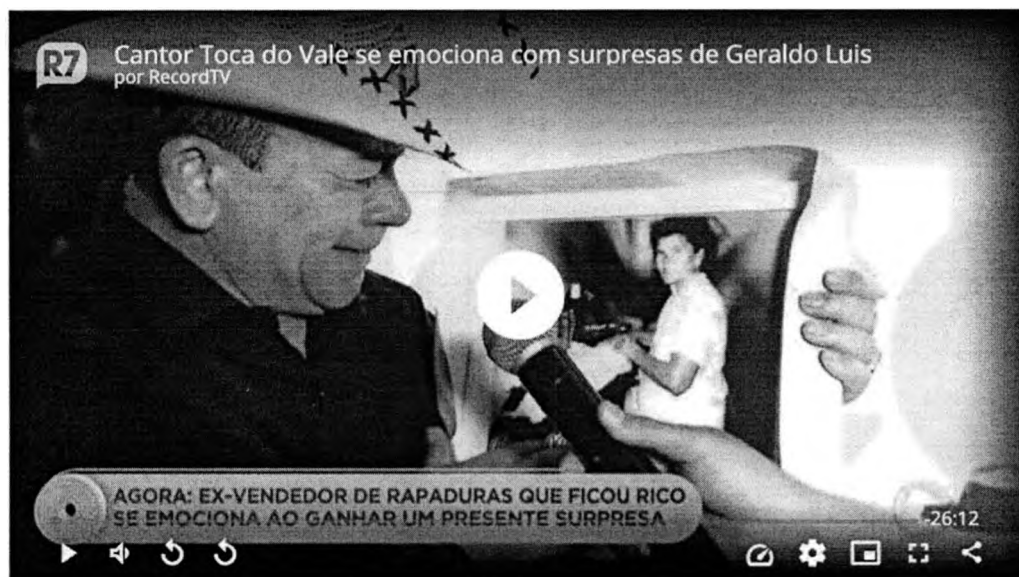 R7
Cantor Toca do Vale se emociona com surpresas de Geraldo Luis
por RecordTV
AGORA: EX-VENDEDOR DE RAPADURAS QUE FICOU RICO
SE EMOCIONA AO GANHAR UM PRESENTE SURPRESA
-26:12